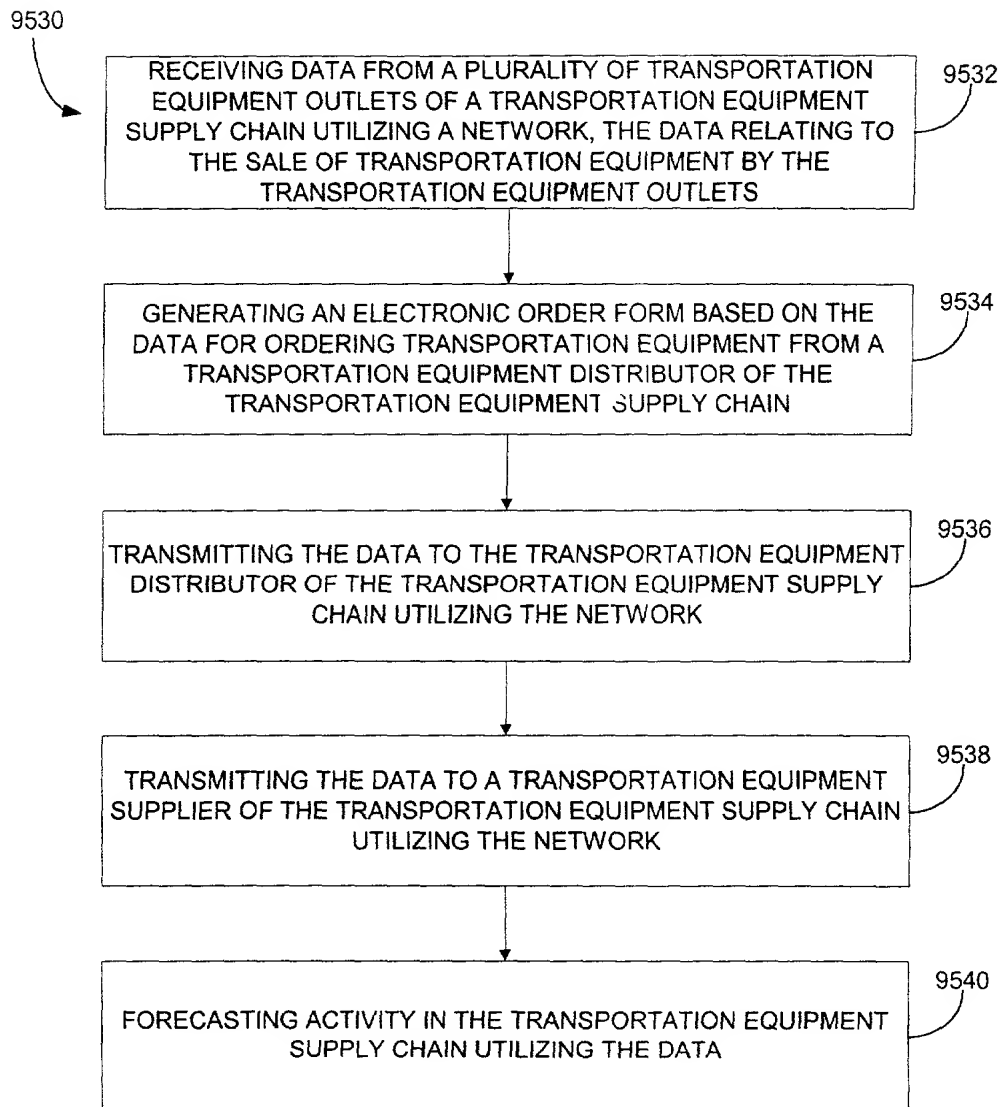 9530
RECEIVING DATA FROM A PLURALITY OF TRANSPORTATION
EQUIPMENT OUTLETS OF A TRANSPORTATION EQUIPMENT
SUPPLY CHAIN UTILIZING A NETWORK, THE DATA RELATING TO
THE SALE OF TRANSPORTATION EQUIPMENT BY THE
TRANSPORTATION EQUIPMENT OUTLETS
9532
GENERATING AN ELECTRONIC ORDER FORM BASED ON THE
DATA FOR ORDERING TRANSPORTATION EQUIPMENT FROM A
TRANSPORTATION EQUIPMENT DISTRIBUTOR OF THE
TRANSPORTATION EQUIPMENT SUPPLY CHAIN
9534
TRANSMITTING THE DATA TO THE TRANSPORTATION EQUIPMENT
DISTRIBUTOR OF THE TRANSPORTATION EQUIPMENT SUPPLY
CHAIN UTILIZING THE NETWORK
9536
TRANSMITTING THE DATA TO A TRANSPORTATION EQUIPMENT
SUPPLIER OF THE TRANSPORTATION EQUIPMENT SUPPLY CHAIN
UTILIZING THE NETWORK
9538
FORECASTING ACTIVITY IN THE TRANSPORTATION EQUIPMENT
SUPPLY CHAIN UTILIZING THE DATA
9540